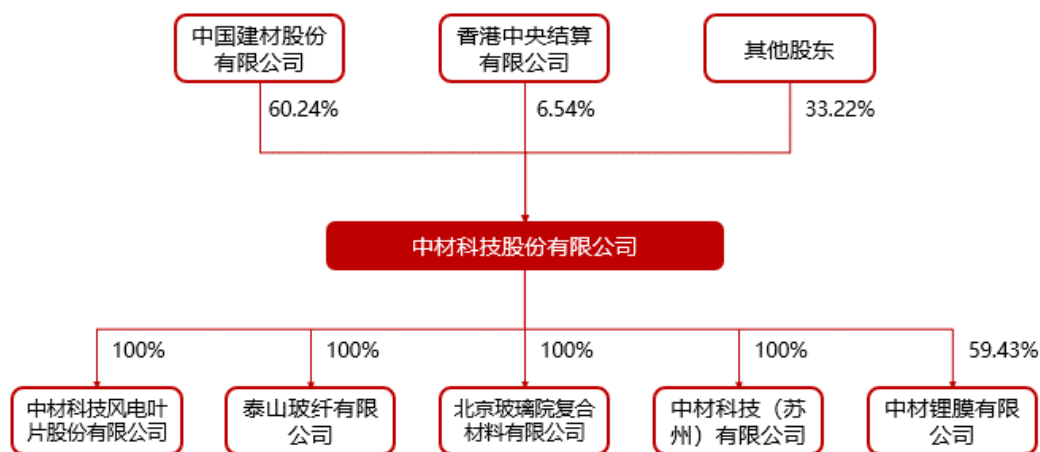 中国建材股份
有限公司
香港中央结算
有限公司
其他股东
60.24%
6.54%
33.22%
中材科技股份有限公司
100%
100%
100%
100%
59.43%
中材科技风电叶
片股份有限公司
泰山玻纤有限
公司
北京玻璃院复合
材料有限公司
中材科技（苏
州）有限公司
中材锂膜有限
公司